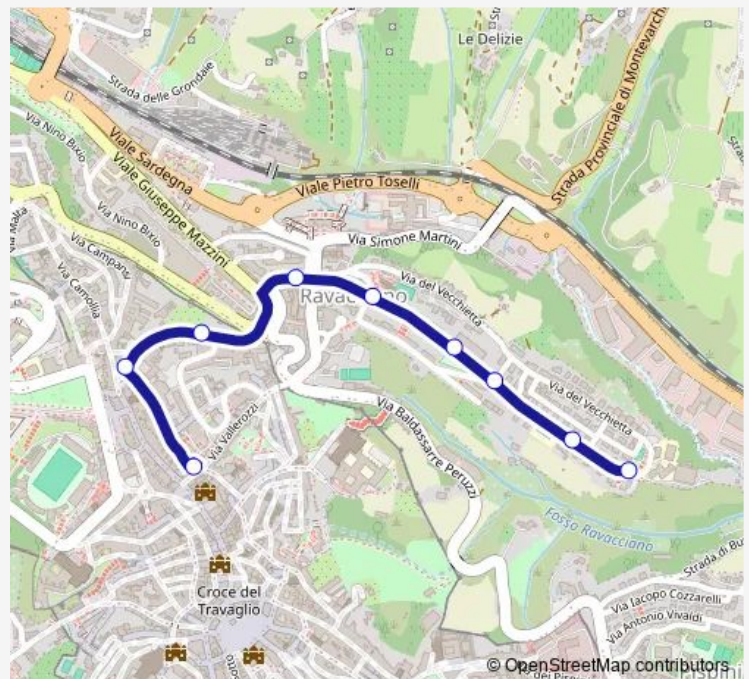 Le Delizie
Strada delle Grondaie
Via Nino Bixio
Viale Sardegna
Viale Giuseppe Mazzini
Viale Pietro Toselli
Strada Provinciale di Montevarchi
Via Malta
Via Nino Bixio
Via Campansi
Via Simone Martini
Via Camollia
Ravacciano
Via del Vecchietta
Via del Vecchietta
Via Vallerozzi
Via Baldassarre Peruzzi
Fosso Ravacciano
Strada di Bu
Croce del
Travaglio
Via Iacopo Cozzarelli
Via Antonio Vivaldi
© OpenStreetMap contributors